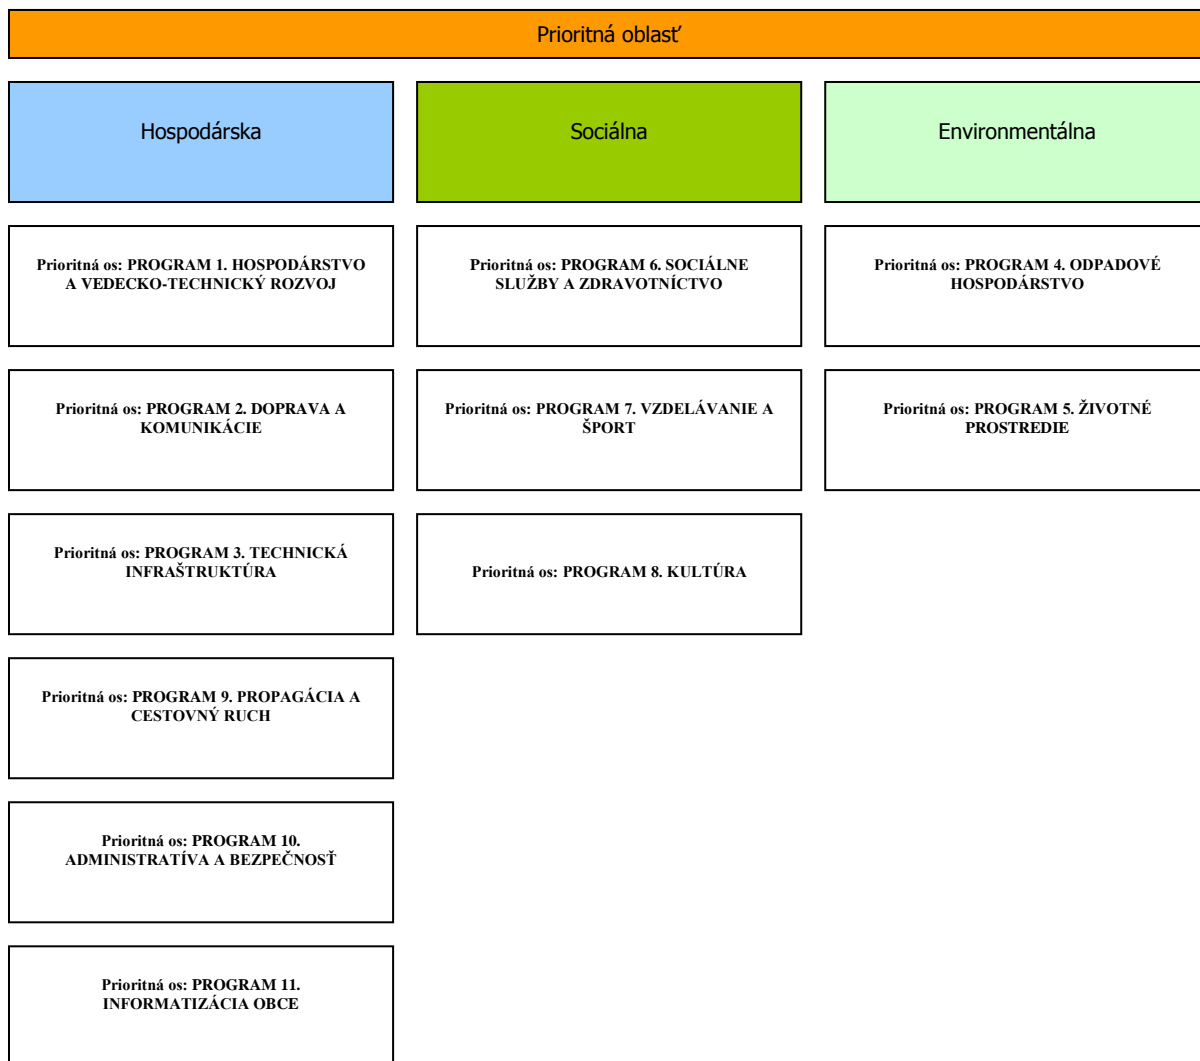 Prioritná oblasť
Hospodárska
Sociálna
Environmentálna
Prioritná os: PROGRAM 1. HOSPODÁRSTVO
A VEDECKO-TECHNICKÝ ROZVOJ
Prioritná os: PROGRAM 6. SOCIÁLNE
SLUŽBY A ZDRAVOTNÍCTVO
Prioritná os: PROGRAM 4. ODPADOVÉ
HOSPODÁRSTVO
Prioritná os: PROGRAM 2. DOPRAVA A
KOMUNIKÁCIE
Prioritná os: PROGRAM 7. VZDELÁVANIE A
ŠPORT
Prioritná os: PROGRAM 5. ŽIVOTNÉ
PROSTREDIE
Prioritná os: PROGRAM 3. TECHNICKÁ
INFRAŠTRUKTÚRA
Prioritná os: PROGRAM 8. KULTÚRA
Prioritná os: PROGRAM 9. PROPAGÁCIA A
CESTOVNÝ RUCH
Prioritná os: PROGRAM 10.
ADMINISTRATÍVA A BEZPEČNOSŤ
Prioritná os: PROGRAM 11.
INFORMATIZÁCIA OBCE